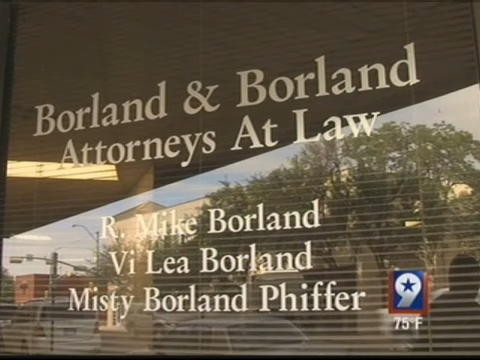 Borland & Borland
Attorneys At Law
R. Mike Borland
Vi Lea Borland
Misty Borland Phiffer
9
75°F